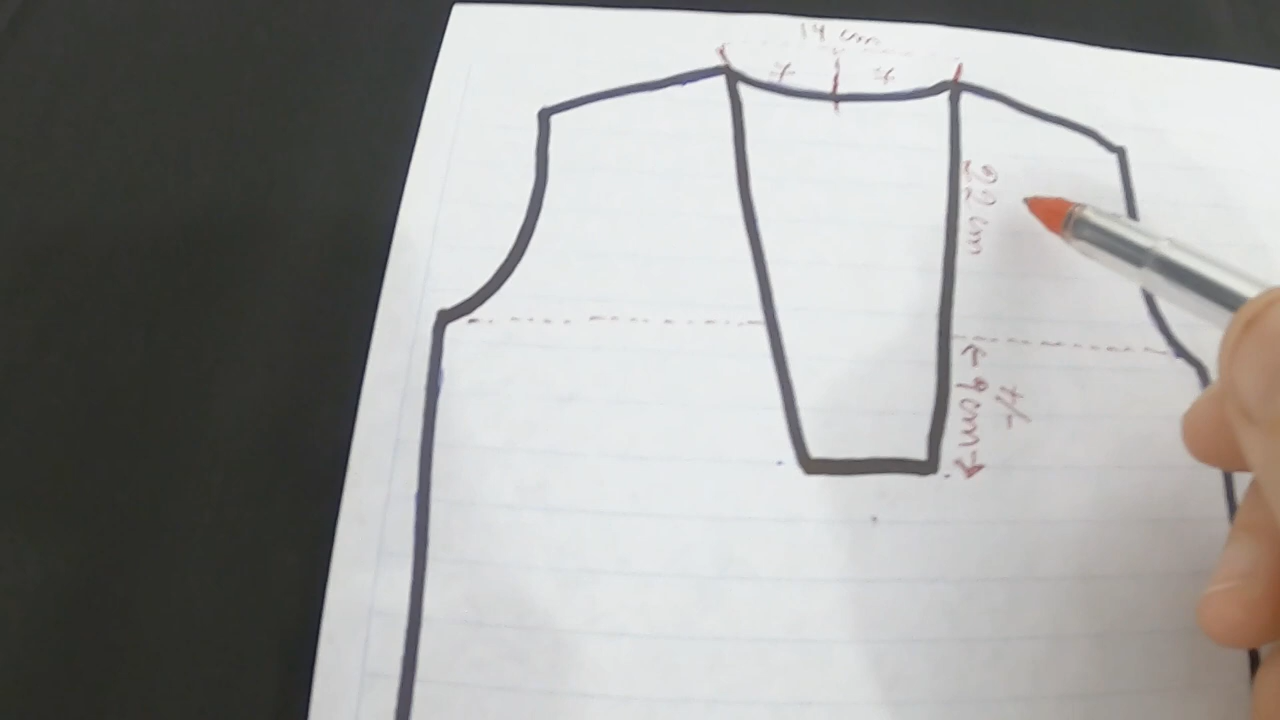 14 cm
7 7
22 cm
+/-
← 9 cm →